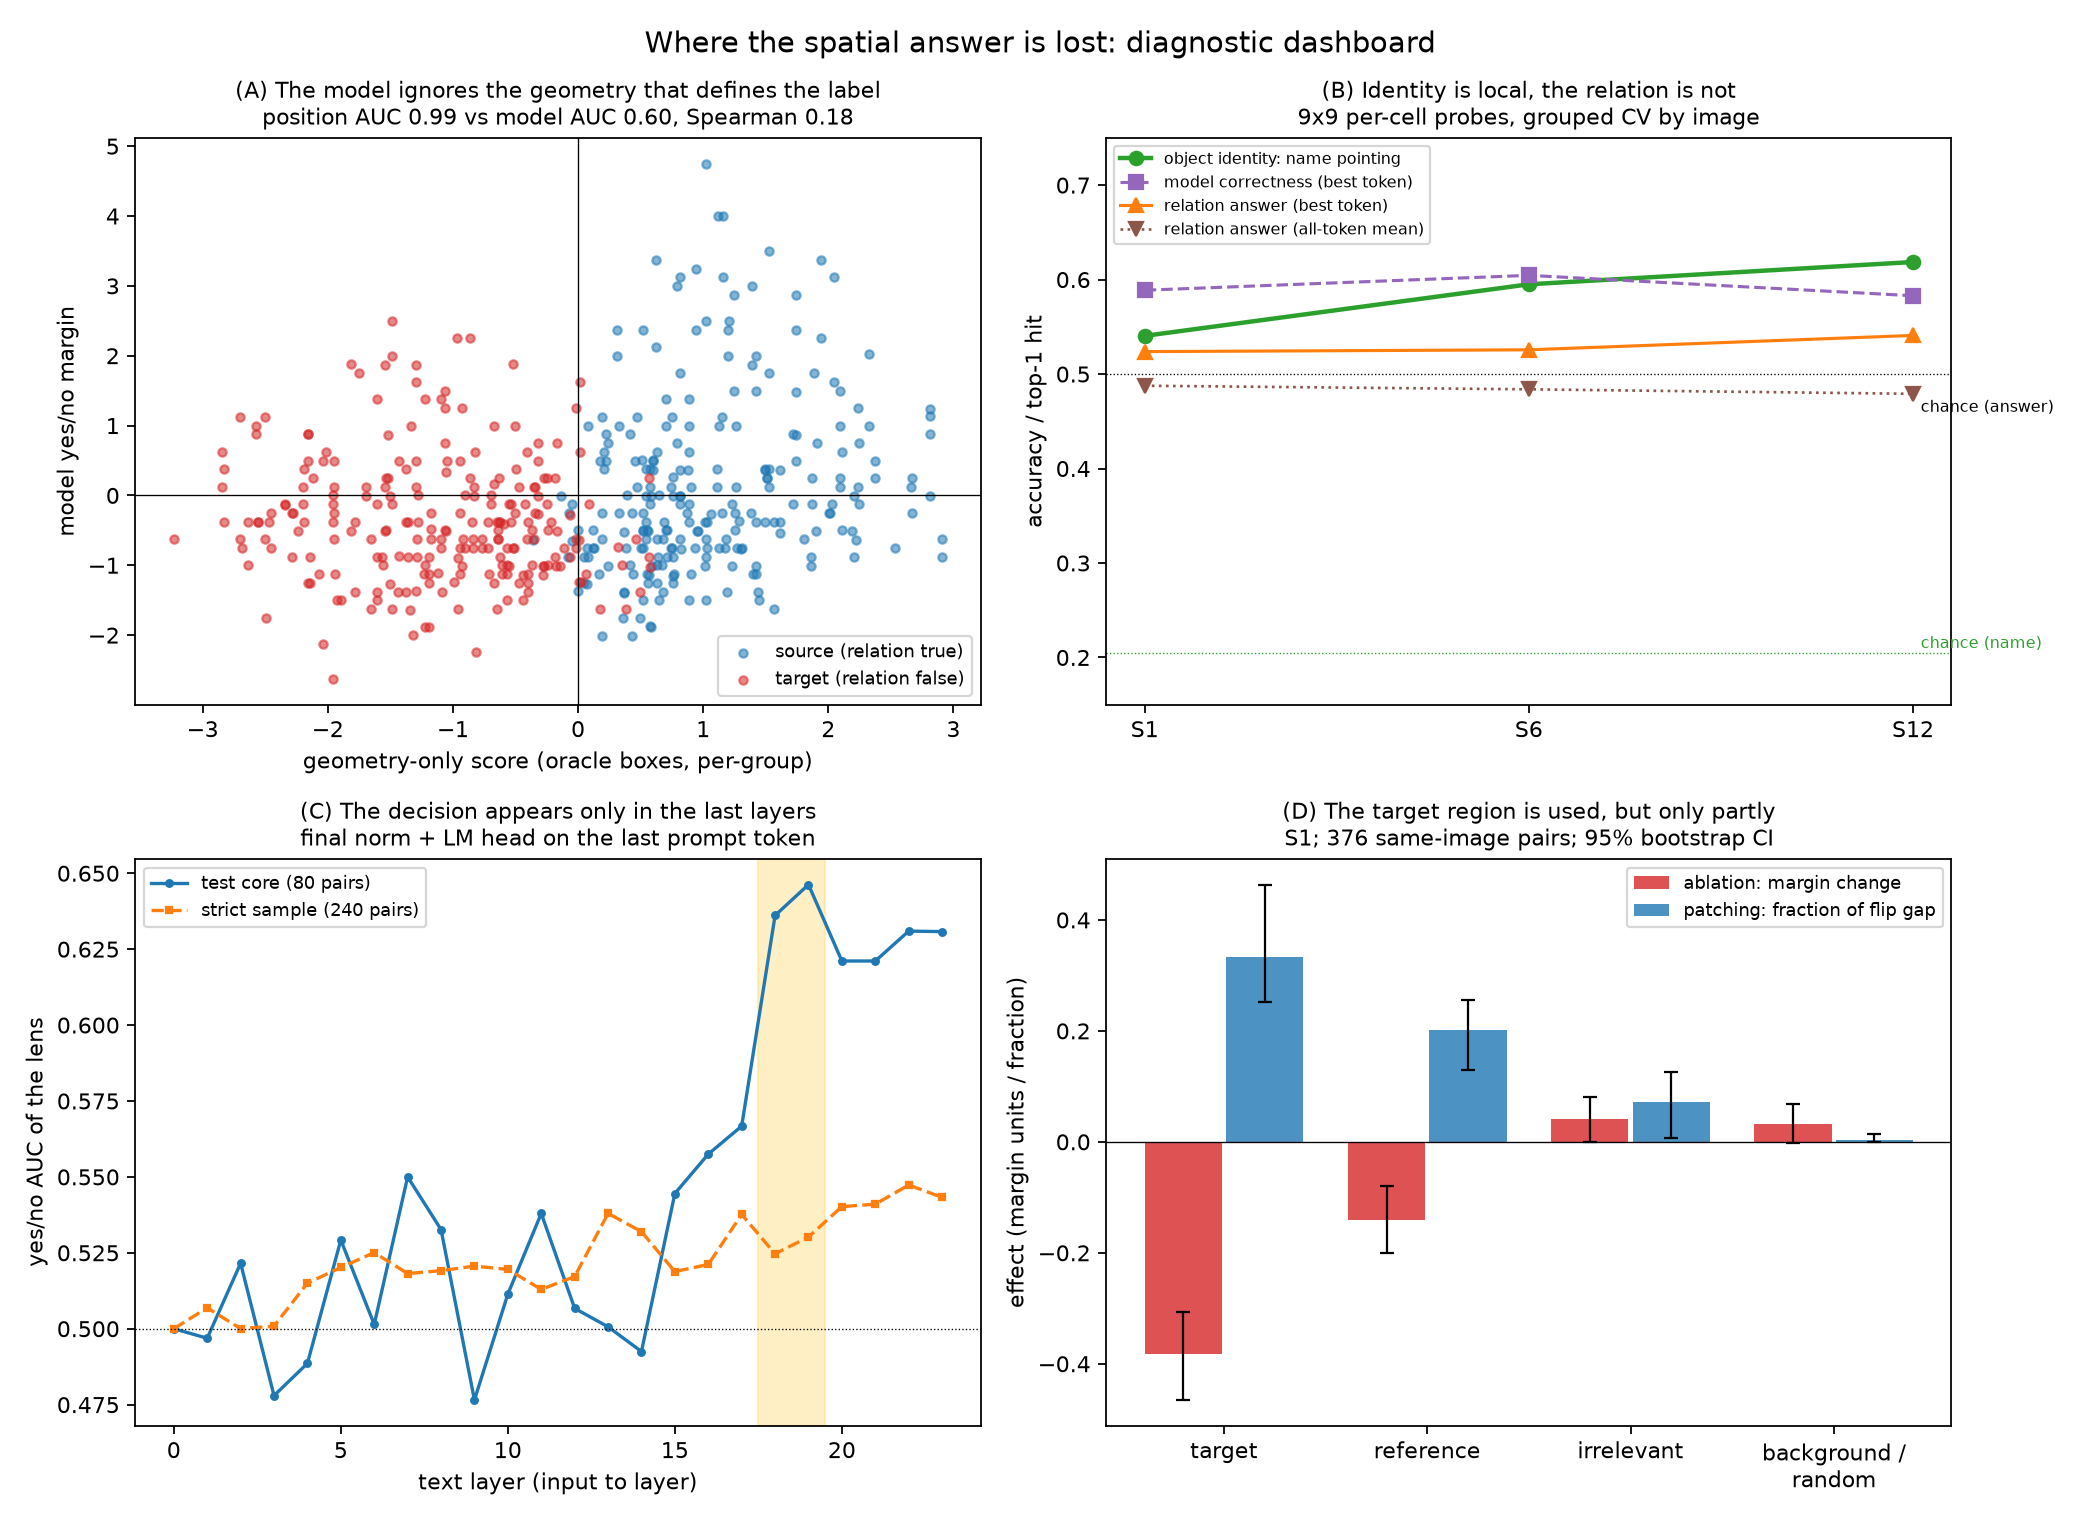 Where the spatial answer is lost: diagnostic dashboard
(A) The model ignores the geometry that defines the label
position AUC 0.99 vs model AUC 0.60, Spearman 0.18
5
4
3
2
1
0
−1
−2
model yes/no margin
source (relation true)
target (relation false)
−3
−2
−1
0
1
2
3
geometry-only score (oracle boxes, per-group)
(B) Identity is local, the relation is not
9x9 per-cell probes, grouped CV by image
object identity: name pointing
model correctness (best token)
relation answer (best token)
relation answer (all-token mean)
0.7
0.6
0.5
0.4
0.3
0.2
accuracy / top-1 hit
chance (answer)
chance (name)
S1
S6
S12
(C) The decision appears only in the last layers
final norm + LM head on the last prompt token
test core (80 pairs)
strict sample (240 pairs)
0.650
0.625
0.600
0.575
0.550
0.525
0.500
0.475
yes/no AUC of the lens
0
5
10
15
20
text layer (input to layer)
(D) The target region is used, but only partly
S1; 376 same-image pairs; 95% bootstrap CI
ablation: margin change
patching: fraction of flip gap
0.4
0.2
0.0
−0.2
−0.4
effect (margin units / fraction)
target
reference
irrelevant
background /
random